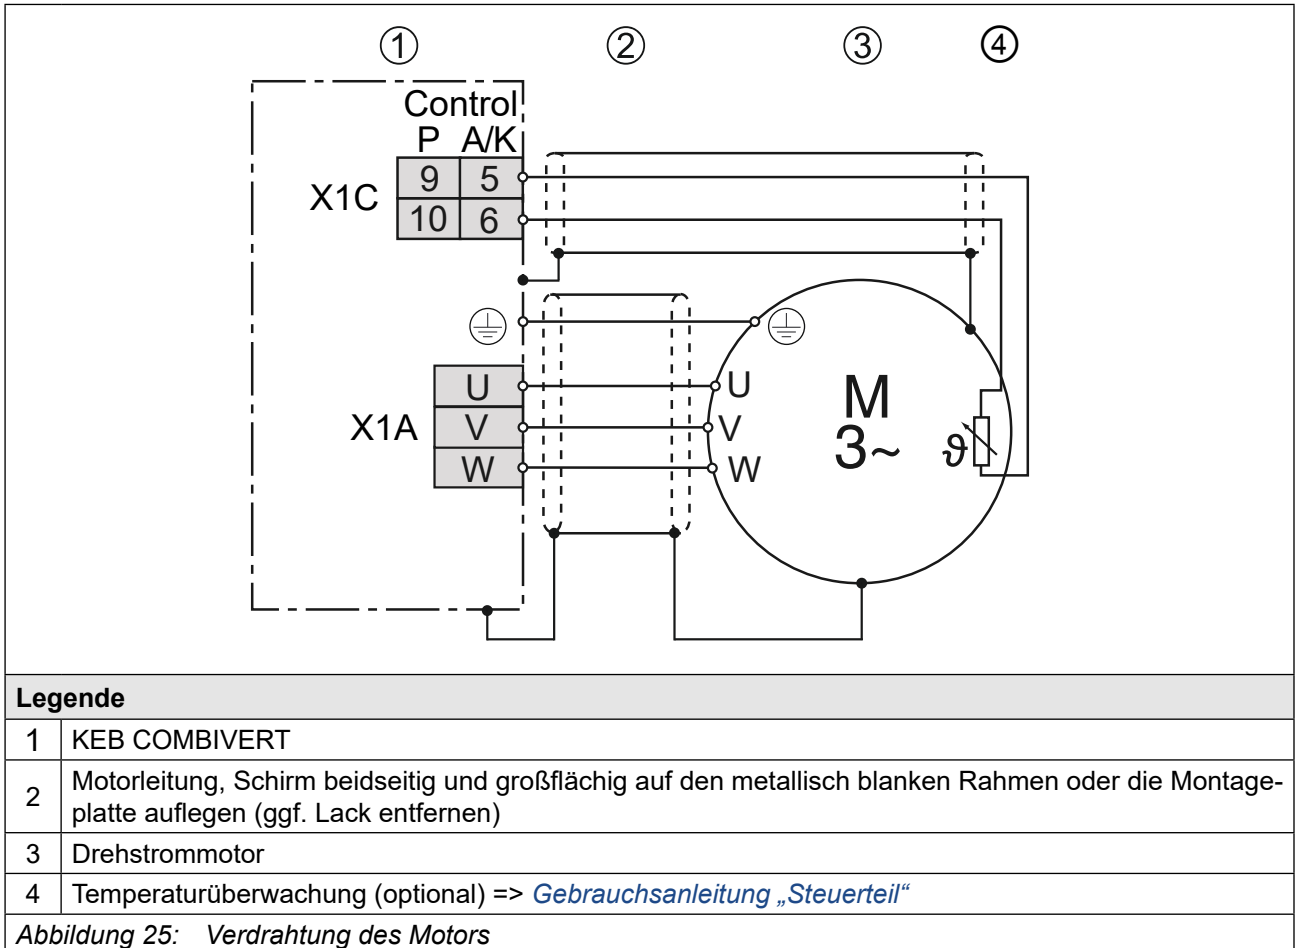 1 2 3 4
Control
P A/K
X1C 9 5
10 6
X1A U U M
V V 3~ ϑ
W W
Legende
1 KEB COMBIVERT
2 Motorleitung, Schirm beidseitig und großflächig auf den metallisch blanken Rahmen oder die Montage-
platte auflegen (ggf. Lack entfernen)
3 Drehstrommotor
4 Temperaturüberwachung (optional) => Gebrauchsanleitung „Steuerteil“
Abbildung 25: Verdrahtung des Motors